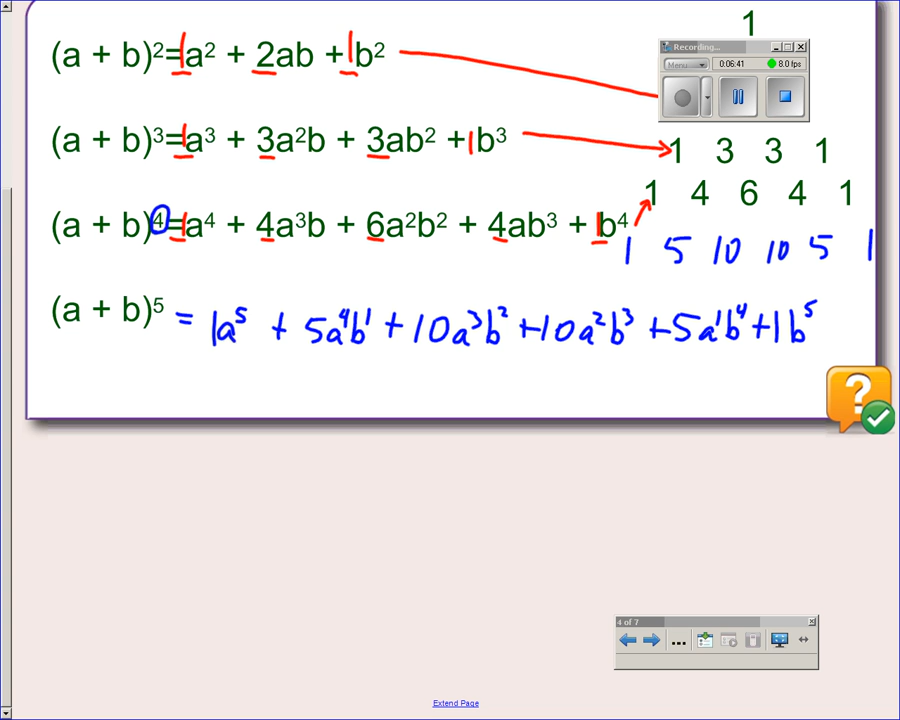 1
(a + b)²=1a² + 2ab +1b²
Recording...
Menu 0:06:41 8.0 fps
(a + b)³=1a³ + 3a²b + 3ab² +1b³
1 3 3 1
1 4 6 4 1
(a + b)⁴=1a⁴ + 4a³b + 6a²b² + 4ab³ + 1b⁴
1 5 10 10 5 1
(a + b)⁵ = 1a⁵ + 5a⁴b¹ + 10a³b² + 10a²b³ + 5a¹b⁴ + 1b⁵
?
4 of 7
...
Extend Page